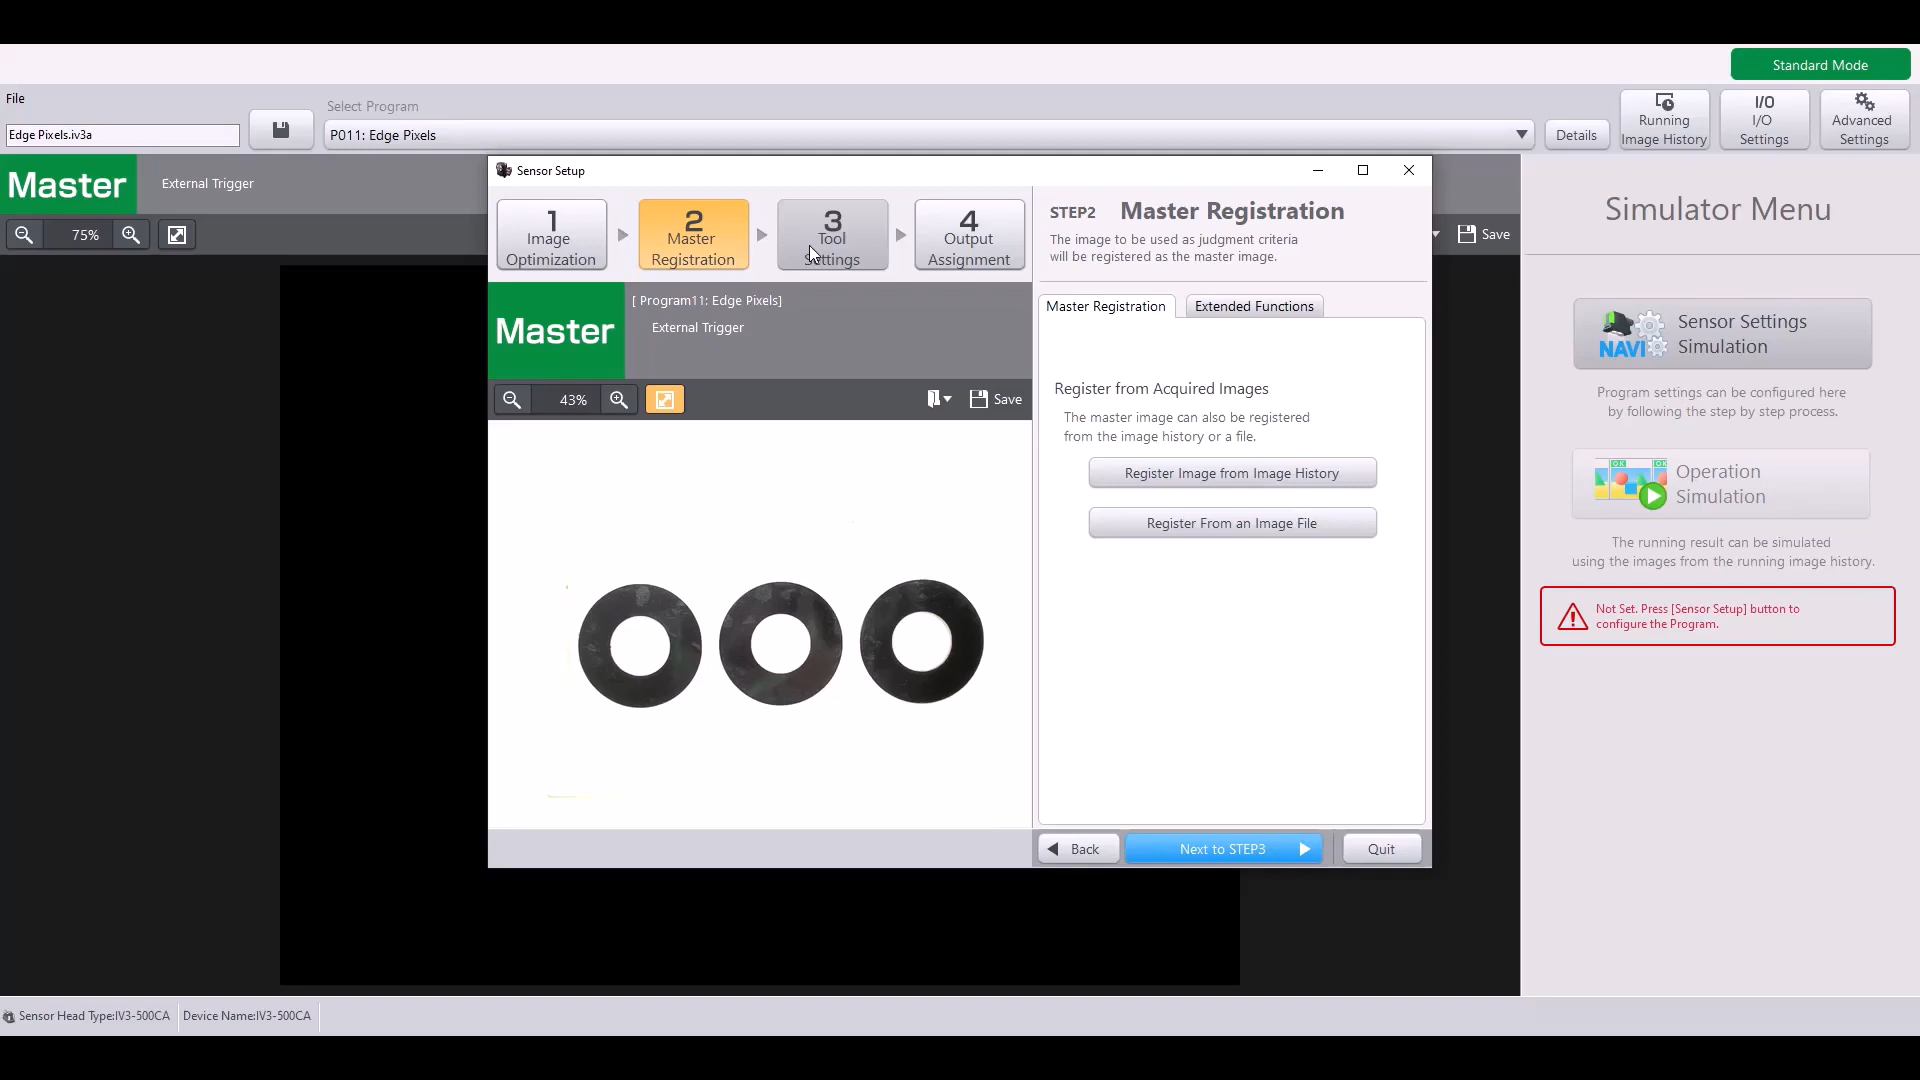 Standard Mode
File
Edge Pixels.iv3a
Select Program
P011: Edge Pixels
Details
Running
Image History
I/O
I/O
Settings
Advanced
Settings
Master
External Trigger
75%
Save
Sensor Setup
1
Image
Optimization
2
Master
Registration
3
Tool
Settings
4
Output
Assignment
STEP2 Master Registration
The image to be used as judgment criteria
will be registered as the master image.
Master
[ Program11: Edge Pixels]
External Trigger
43%
Save
Master Registration
Extended Functions
Register from Acquired Images
The master image can also be registered
from the image history or a file.
Register Image from Image History
Register From an Image File
Back
Next to STEP3
Quit
Simulator Menu
NAVI
Sensor Settings
Simulation
Program settings can be configured here
by following the step by step process.
OK OK
Operation
Simulation
The running result can be simulated
using the images from the running image history.
Not Set. Press [Sensor Setup] button to
configure the Program.
Sensor Head Type:IV3-500CA
Device Name:IV3-500CA